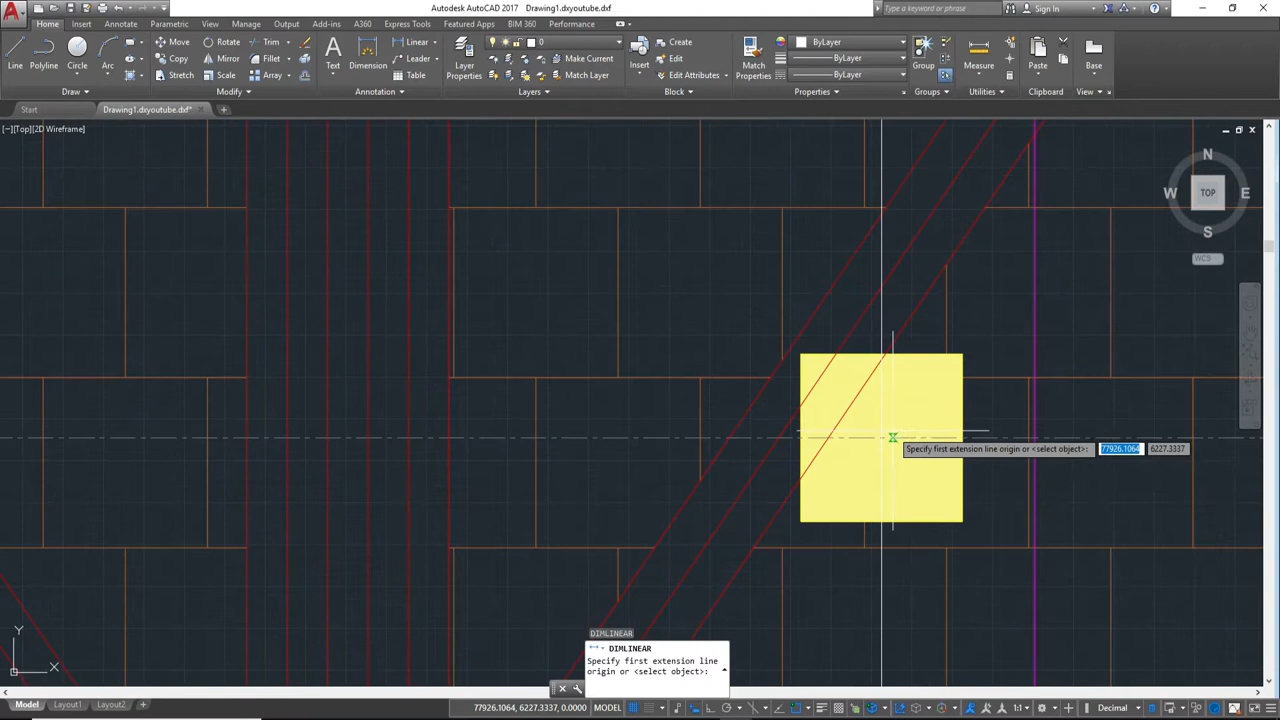 Autodesk AutoCAD 2017 Drawing1.dxyoutube.dxf
Type a keyword or phrase
Sign In
Home Insert Annotate Parametric View Manage Output Add-ins A360 Express Tools Featured Apps BIM 360 Performance
Line Polyline Circle Arc
Move Rotate Trim
Copy Mirror Fillet
Stretch Scale Array
Text Dimension
Linear
Leader
Table
Layer Properties
0
Make Current
Match Layer
Insert
Create
Edit
Edit Attributes
Match Properties
ByLayer
ByLayer
ByLayer
Group
Measure
Paste
Base
Draw Modify Annotation Layers Block Properties Groups Utilities Clipboard View
Start Drawing1.dxyoutube.dxf*
[−][Top][2D Wireframe]
N
W TOP E
S
WCS
Specify first extension line origin or <select object>: 77926.1064 6227.3337
DIMLINEAR
DIMLINEAR
Specify first extension line
origin or <select object>:
Y
X
Model Layout1 Layout2
77926.1064, 6227.3337, 0.0000 MODEL
1:1
Decimal